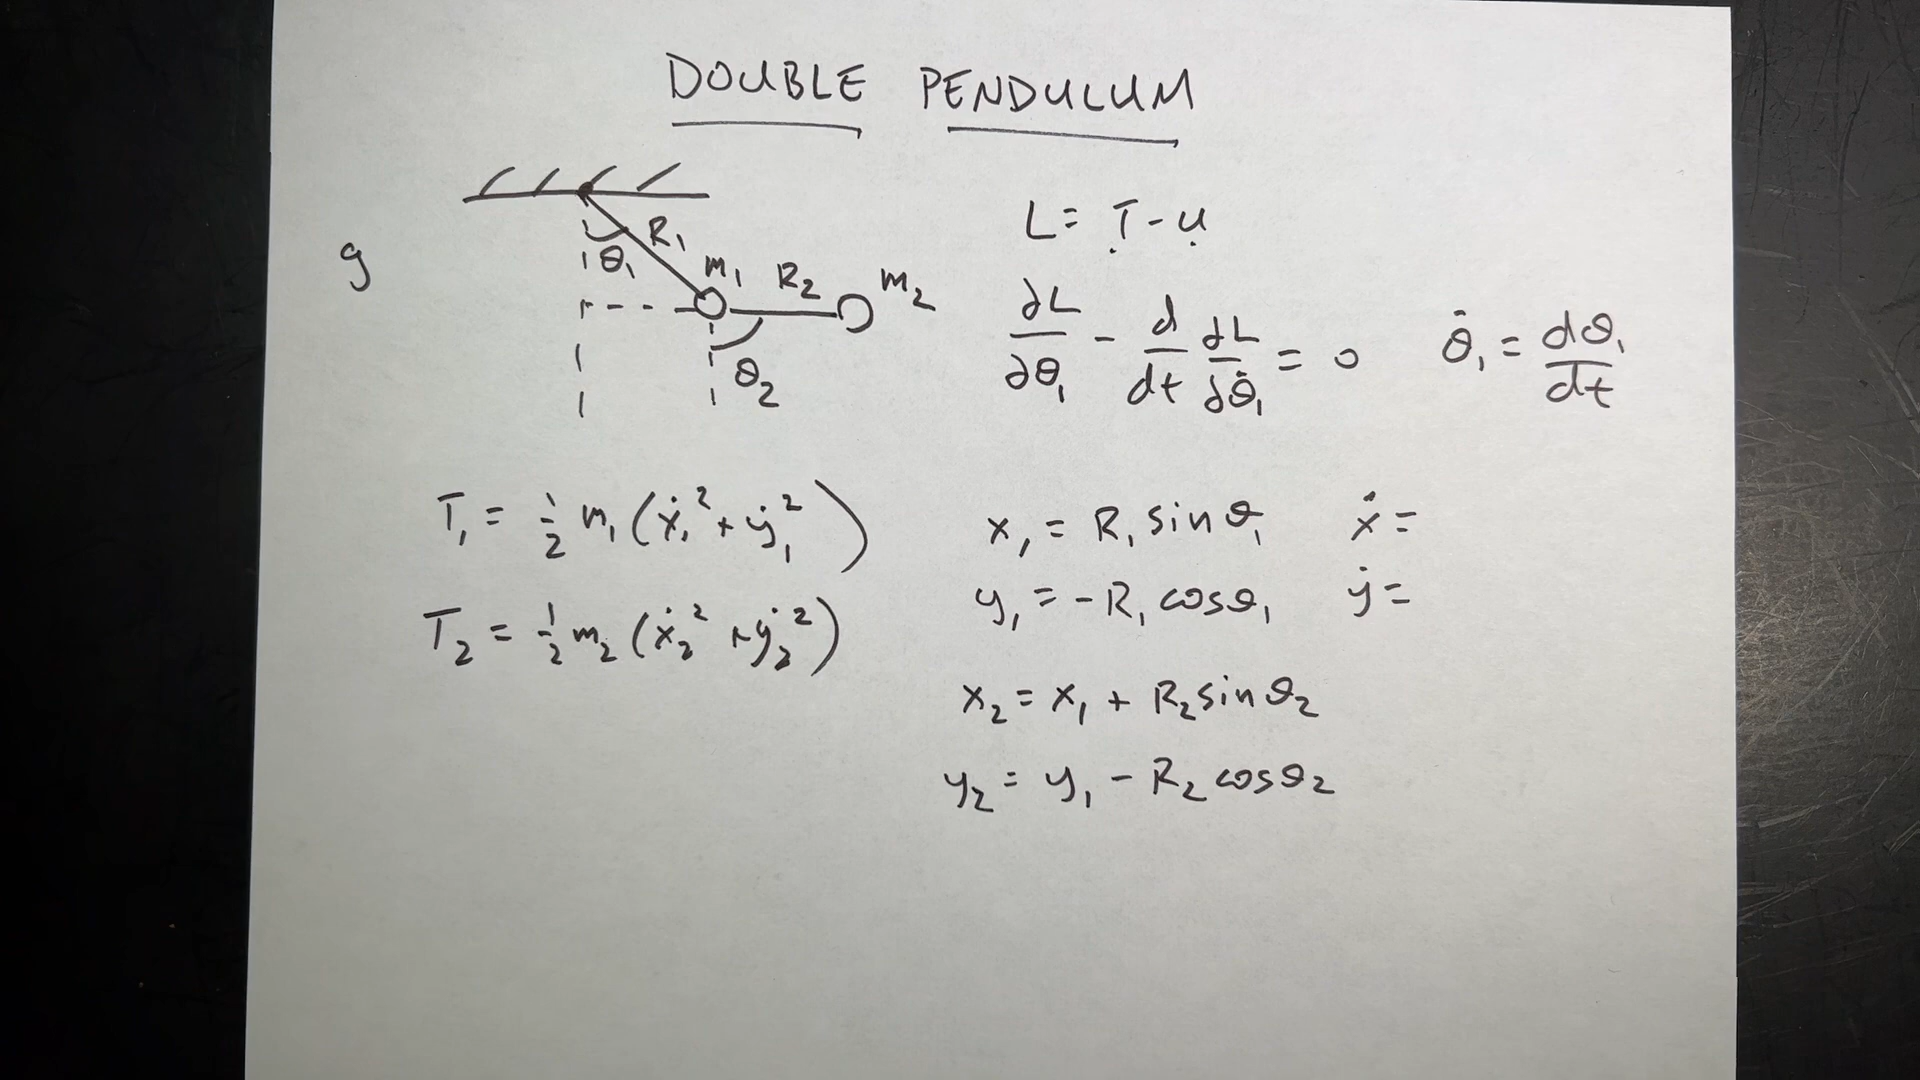 DOUBLE PENDULUM
g
R₁
θ₁
m₁
R₂
m₂
θ₂
L = T - u
∂L/∂θ₁ - d/dt ∂L/∂θ̇₁ = 0
θ̇₁ = dθ₁/dt
T₁ = 1/2 m₁ (ẋ₁² + ẏ₁²)
T₂ = 1/2 m₂ (ẋ₂² + ẏ₂²)
x₁ = R₁ sin θ₁
ẋ =
y₁ = -R₁ cos θ₁
ẏ =
x₂ = x₁ + R₂ sin θ₂
y₂ = y₁ - R₂ cos θ₂